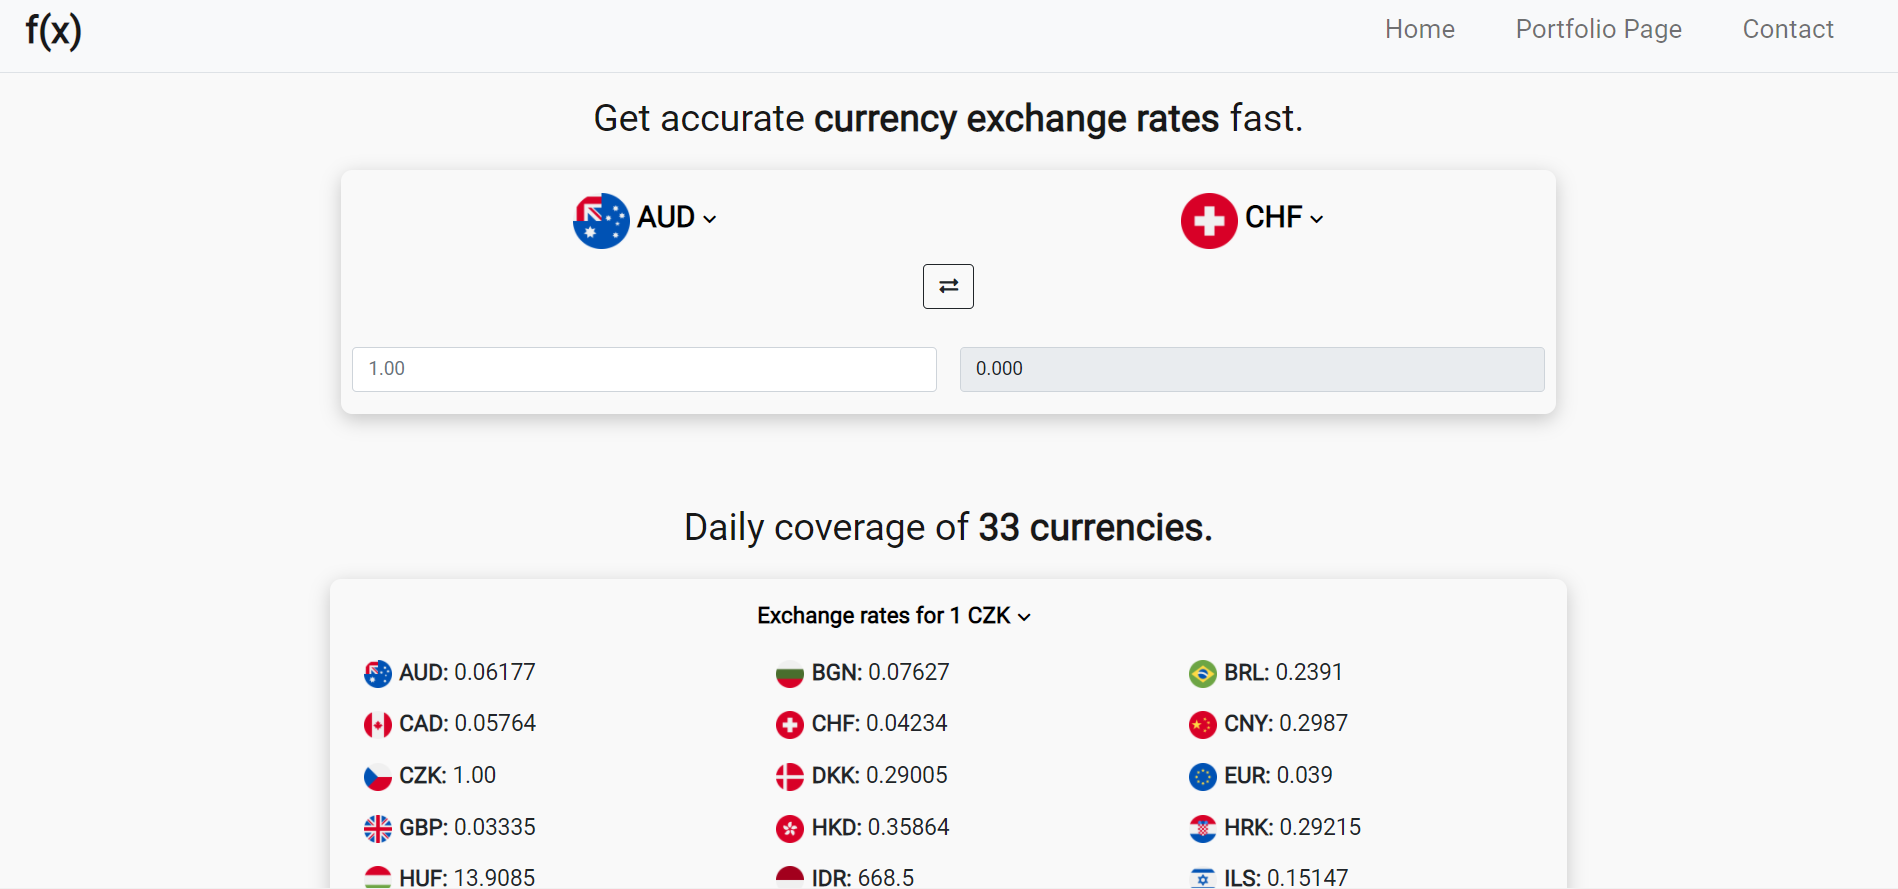 f(x)
Home Portfolio Page Contact
Get accurate currency exchange rates fast.
AUD CHF
1.00 0.000
Daily coverage of 33 currencies.
Exchange rates for 1 CZK
AUD: 0.06177 BGN: 0.07627 BRL: 0.2391
CAD: 0.05764 CHF: 0.04234 CNY: 0.2987
CZK: 1.00 DKK: 0.29005 EUR: 0.039
GBP: 0.03335 HKD: 0.35864 HRK: 0.29215
HUF: 13.9085 IDR: 668.5 ILS: 0.15147